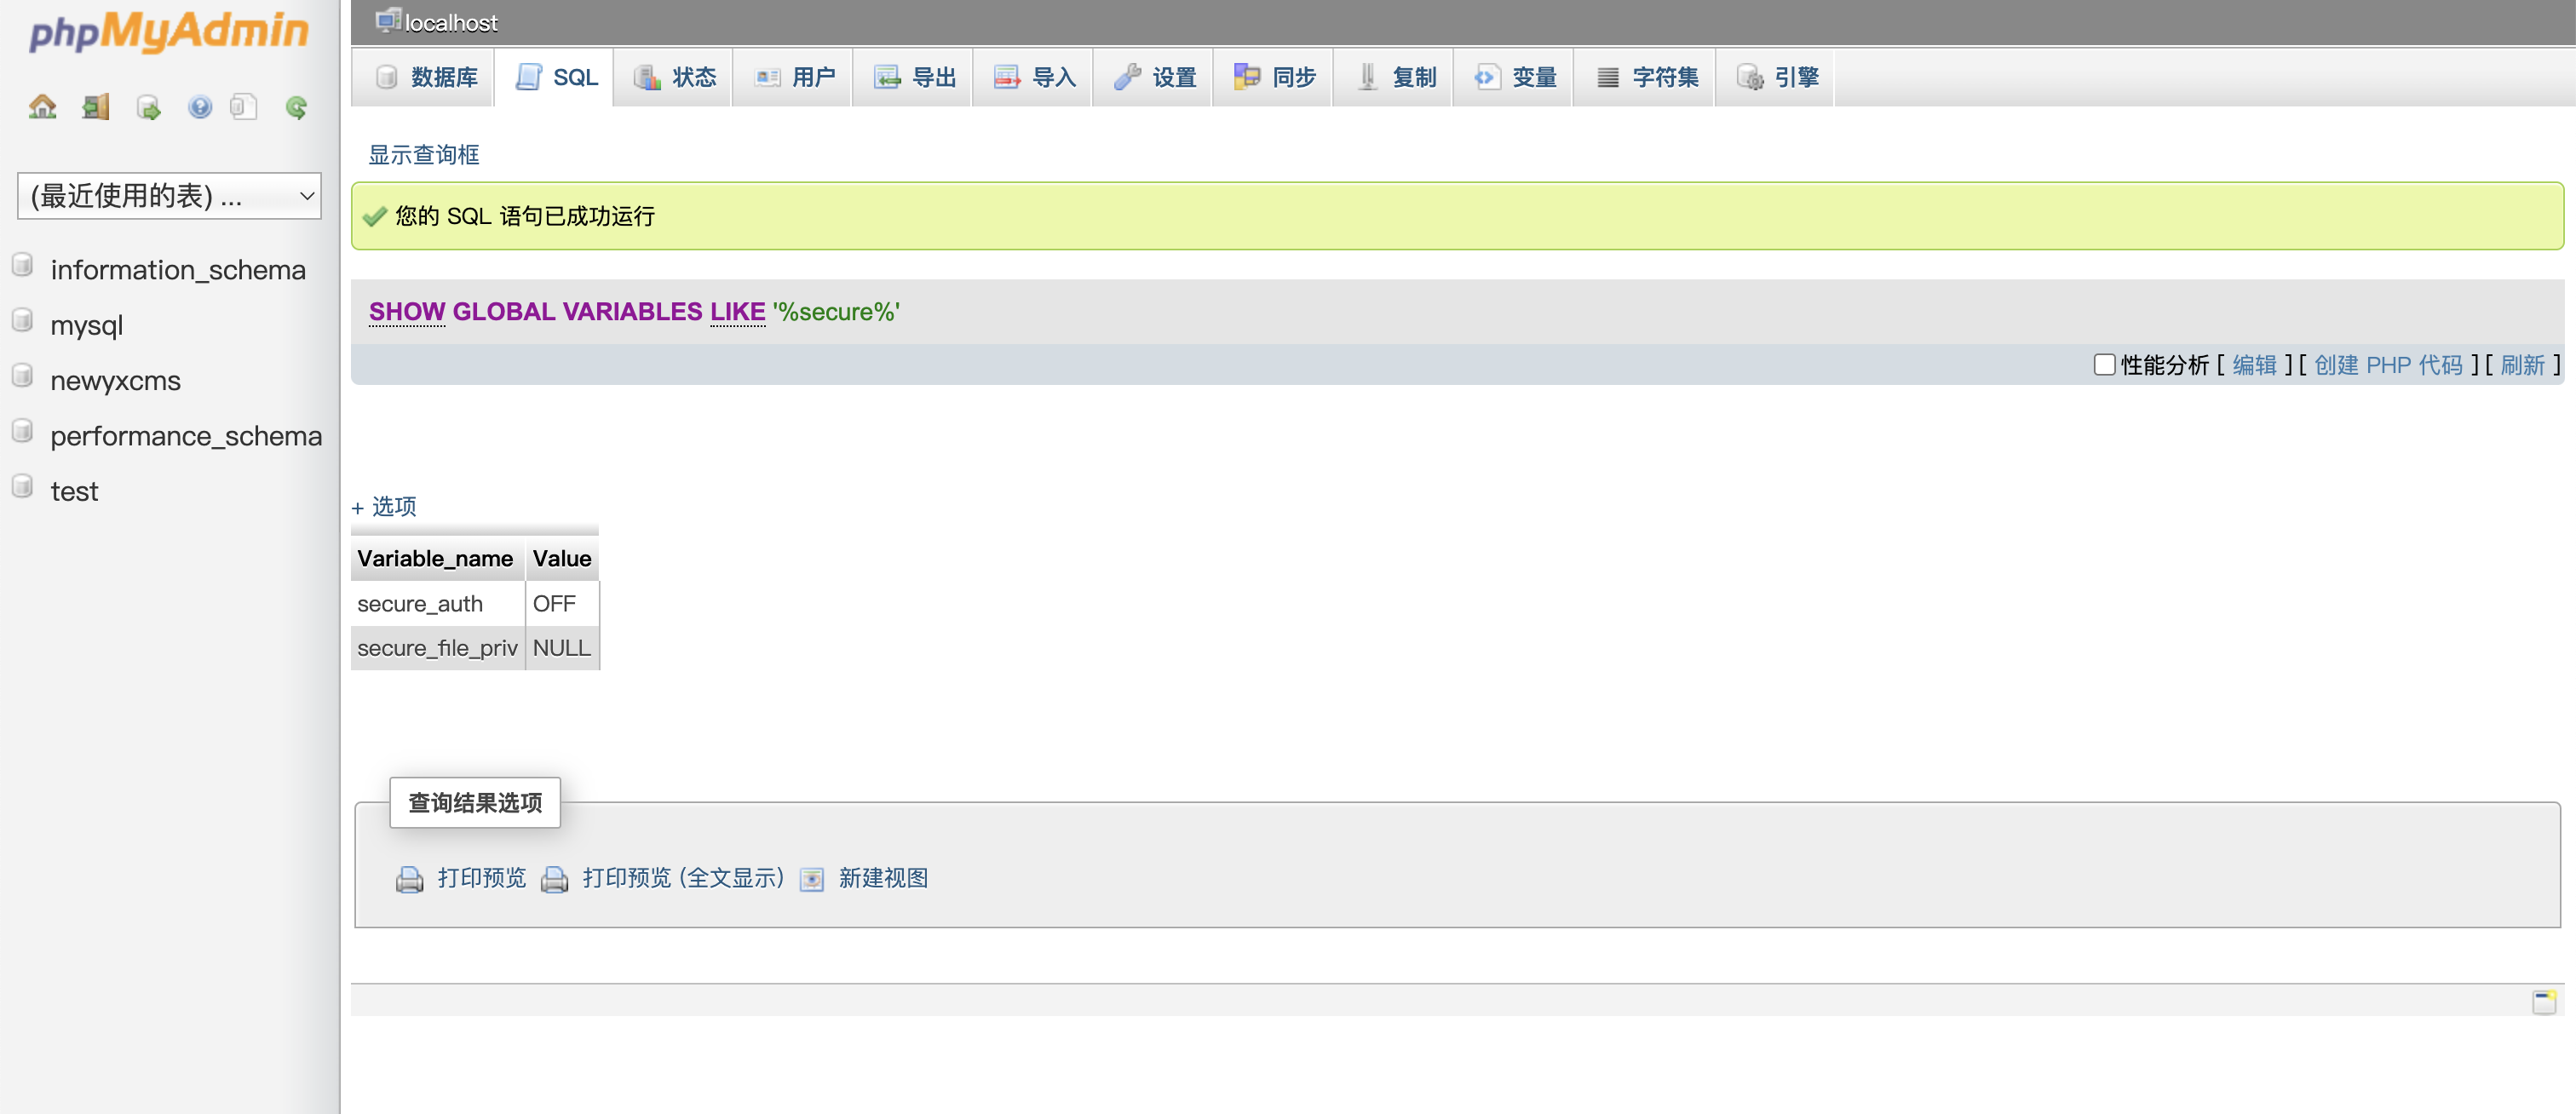 phpMyAdmin
(最近使用的表) ...
information_schema
mysql
newyxcms
performance_schema
test
localhost
数据库 SQL 状态 用户 导出 导入 设置 同步 复制 变量 字符集 引擎
显示查询框
您的 SQL 语句已成功运行
SHOW GLOBAL VARIABLES LIKE '%secure%'
性能分析 [ 编辑 ] [ 创建 PHP 代码 ] [ 刷新 ]
+ 选项
Variable_name Value
secure_auth OFF
secure_file_priv NULL
查询结果选项
打印预览 打印预览 (全文显示) 新建视图